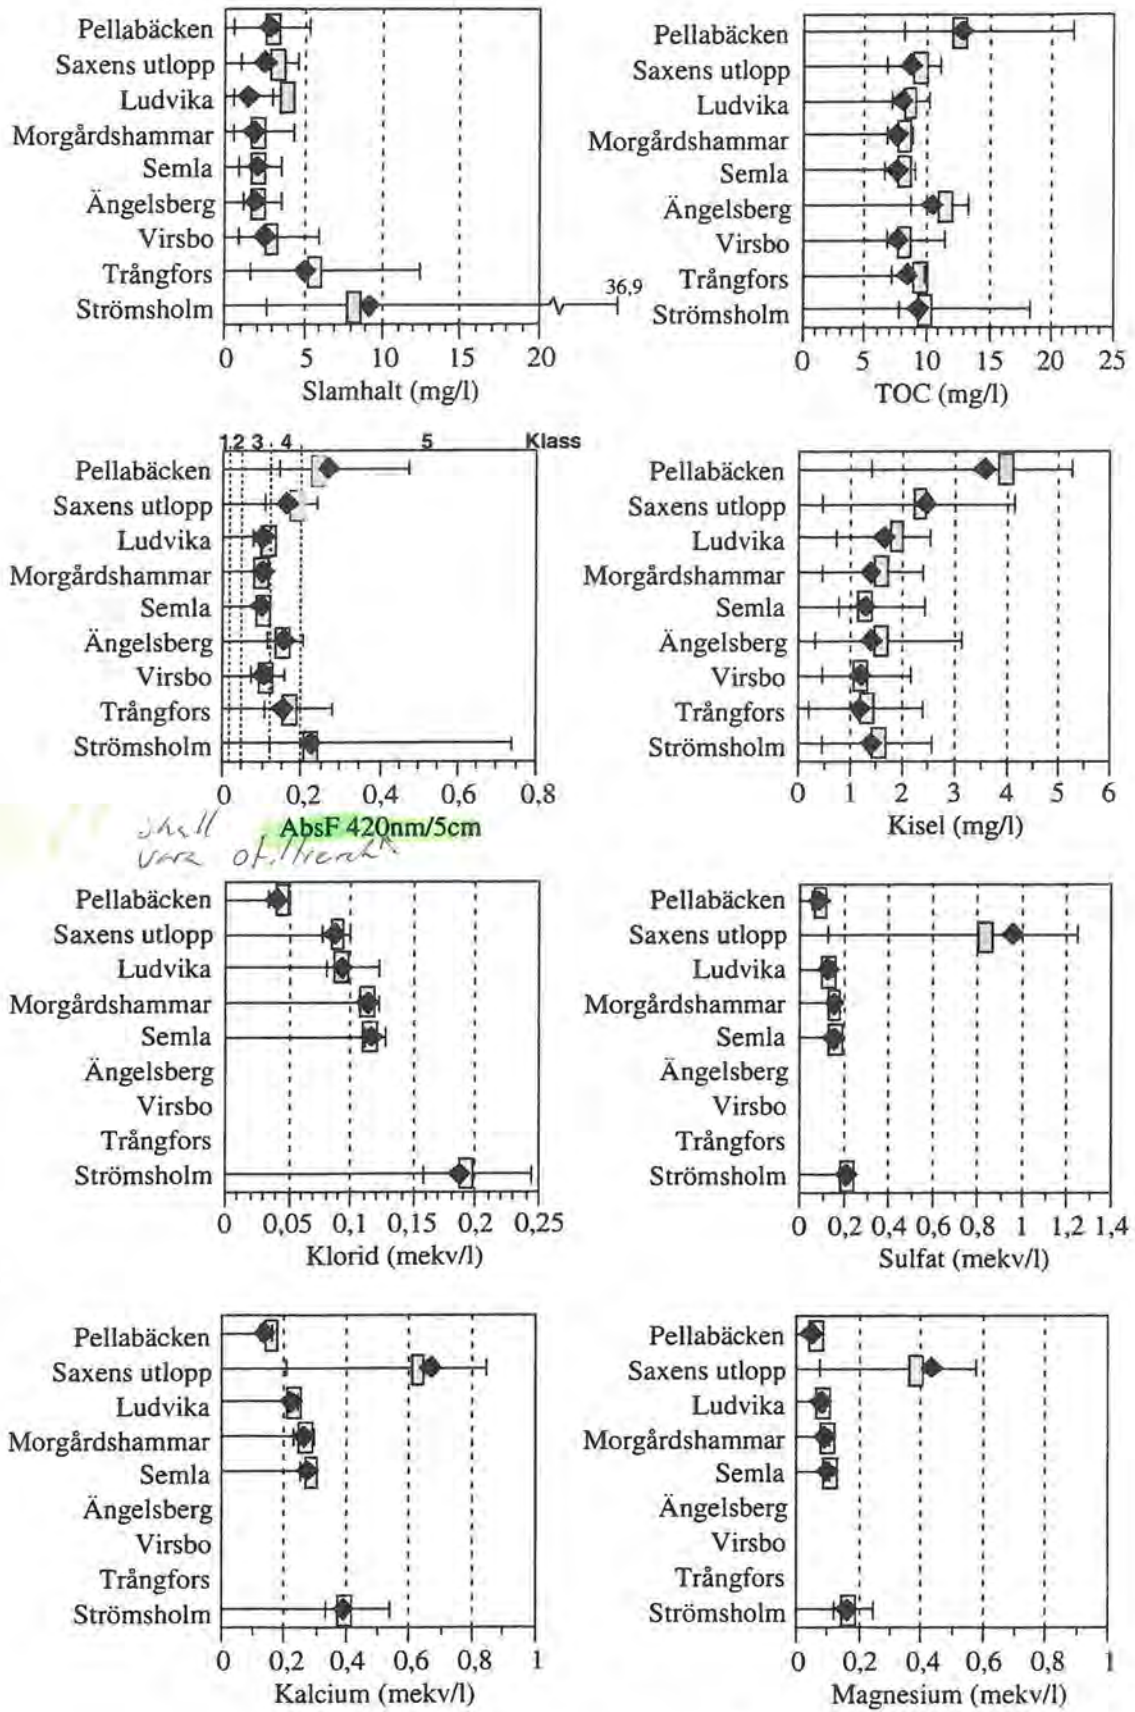 Pellabäcken
Saxens utlopp
Ludvika
Morgårdshammar
Semla
Ängelsberg
Virsbo
Trångfors
Strömsholm
36,9
0 5 10 15 20
Slamhalt (mg/l)
Pellabäcken
Saxens utlopp
Ludvika
Morgårdshammar
Semla
Ängelsberg
Virsbo
Trångfors
Strömsholm
0 5 10 15 20 25
TOC (mg/l)
1 2 3 4 5 Klass
Pellabäcken
Saxens utlopp
Ludvika
Morgårdshammar
Semla
Ängelsberg
Virsbo
Trångfors
Strömsholm
0 0,2 0,4 0,6 0,8
AbsF 420nm/5cm
shall
vara
Pellabäcken
Saxens utlopp
Ludvika
Morgårdshammar
Semla
Ängelsberg
Virsbo
Trångfors
Strömsholm
0 1 2 3 4 5 6
Kisel (mg/l)
Pellabäcken
Saxens utlopp
Ludvika
Morgårdshammar
Semla
Ängelsberg
Virsbo
Trångfors
Strömsholm
0 0,05 0,1 0,15 0,2 0,25
Klorid (mekv/l)
Pellabäcken
Saxens utlopp
Ludvika
Morgårdshammar
Semla
Ängelsberg
Virsbo
Trångfors
Strömsholm
0 0,2 0,4 0,6 0,8 1 1,2 1,4
Sulfat (mekv/l)
Pellabäcken
Saxens utlopp
Ludvika
Morgårdshammar
Semla
Ängelsberg
Virsbo
Trångfors
Strömsholm
0 0,2 0,4 0,6 0,8 1
Kalcium (mekv/l)
Pellabäcken
Saxens utlopp
Ludvika
Morgårdshammar
Semla
Ängelsberg
Virsbo
Trångfors
Strömsholm
0 0,2 0,4 0,6 0,8 1
Magnesium (mekv/l)